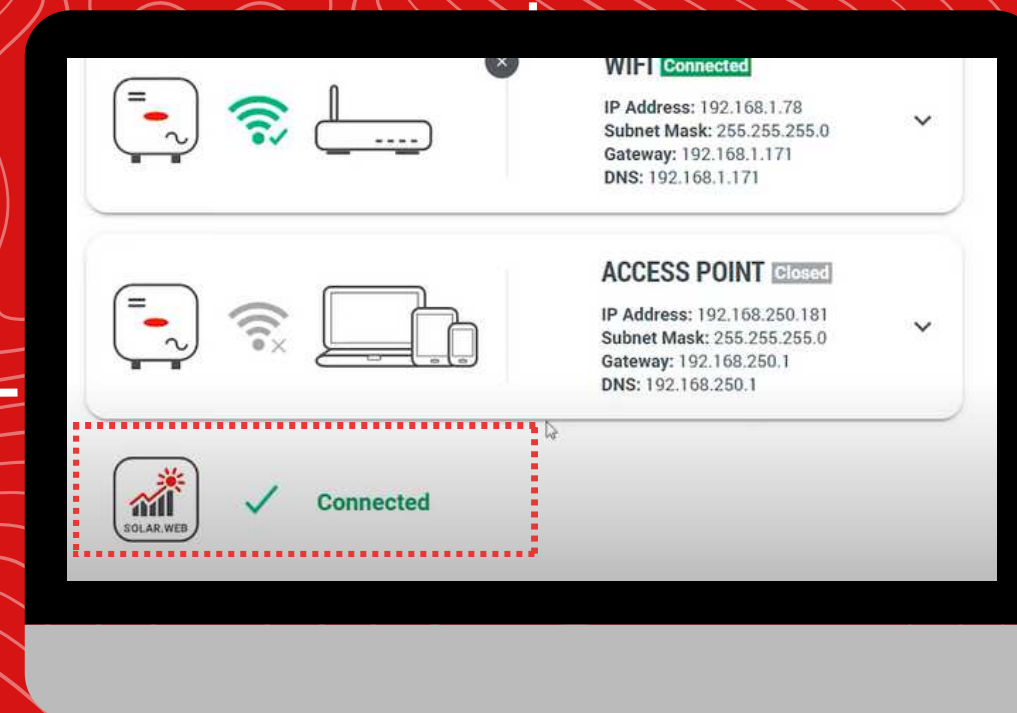 WIFI Connected
IP Address: 192.168.1.78
Subnet Mask: 255.255.255.0
Gateway: 192.168.1.171
DNS: 192.168.1.171
ACCESS POINT Closed
IP Address: 192.168.250.181
Subnet Mask: 255.255.255.0
Gateway: 192.168.250.1
DNS: 192.168.250.1
SOLAR.WEB
Connected